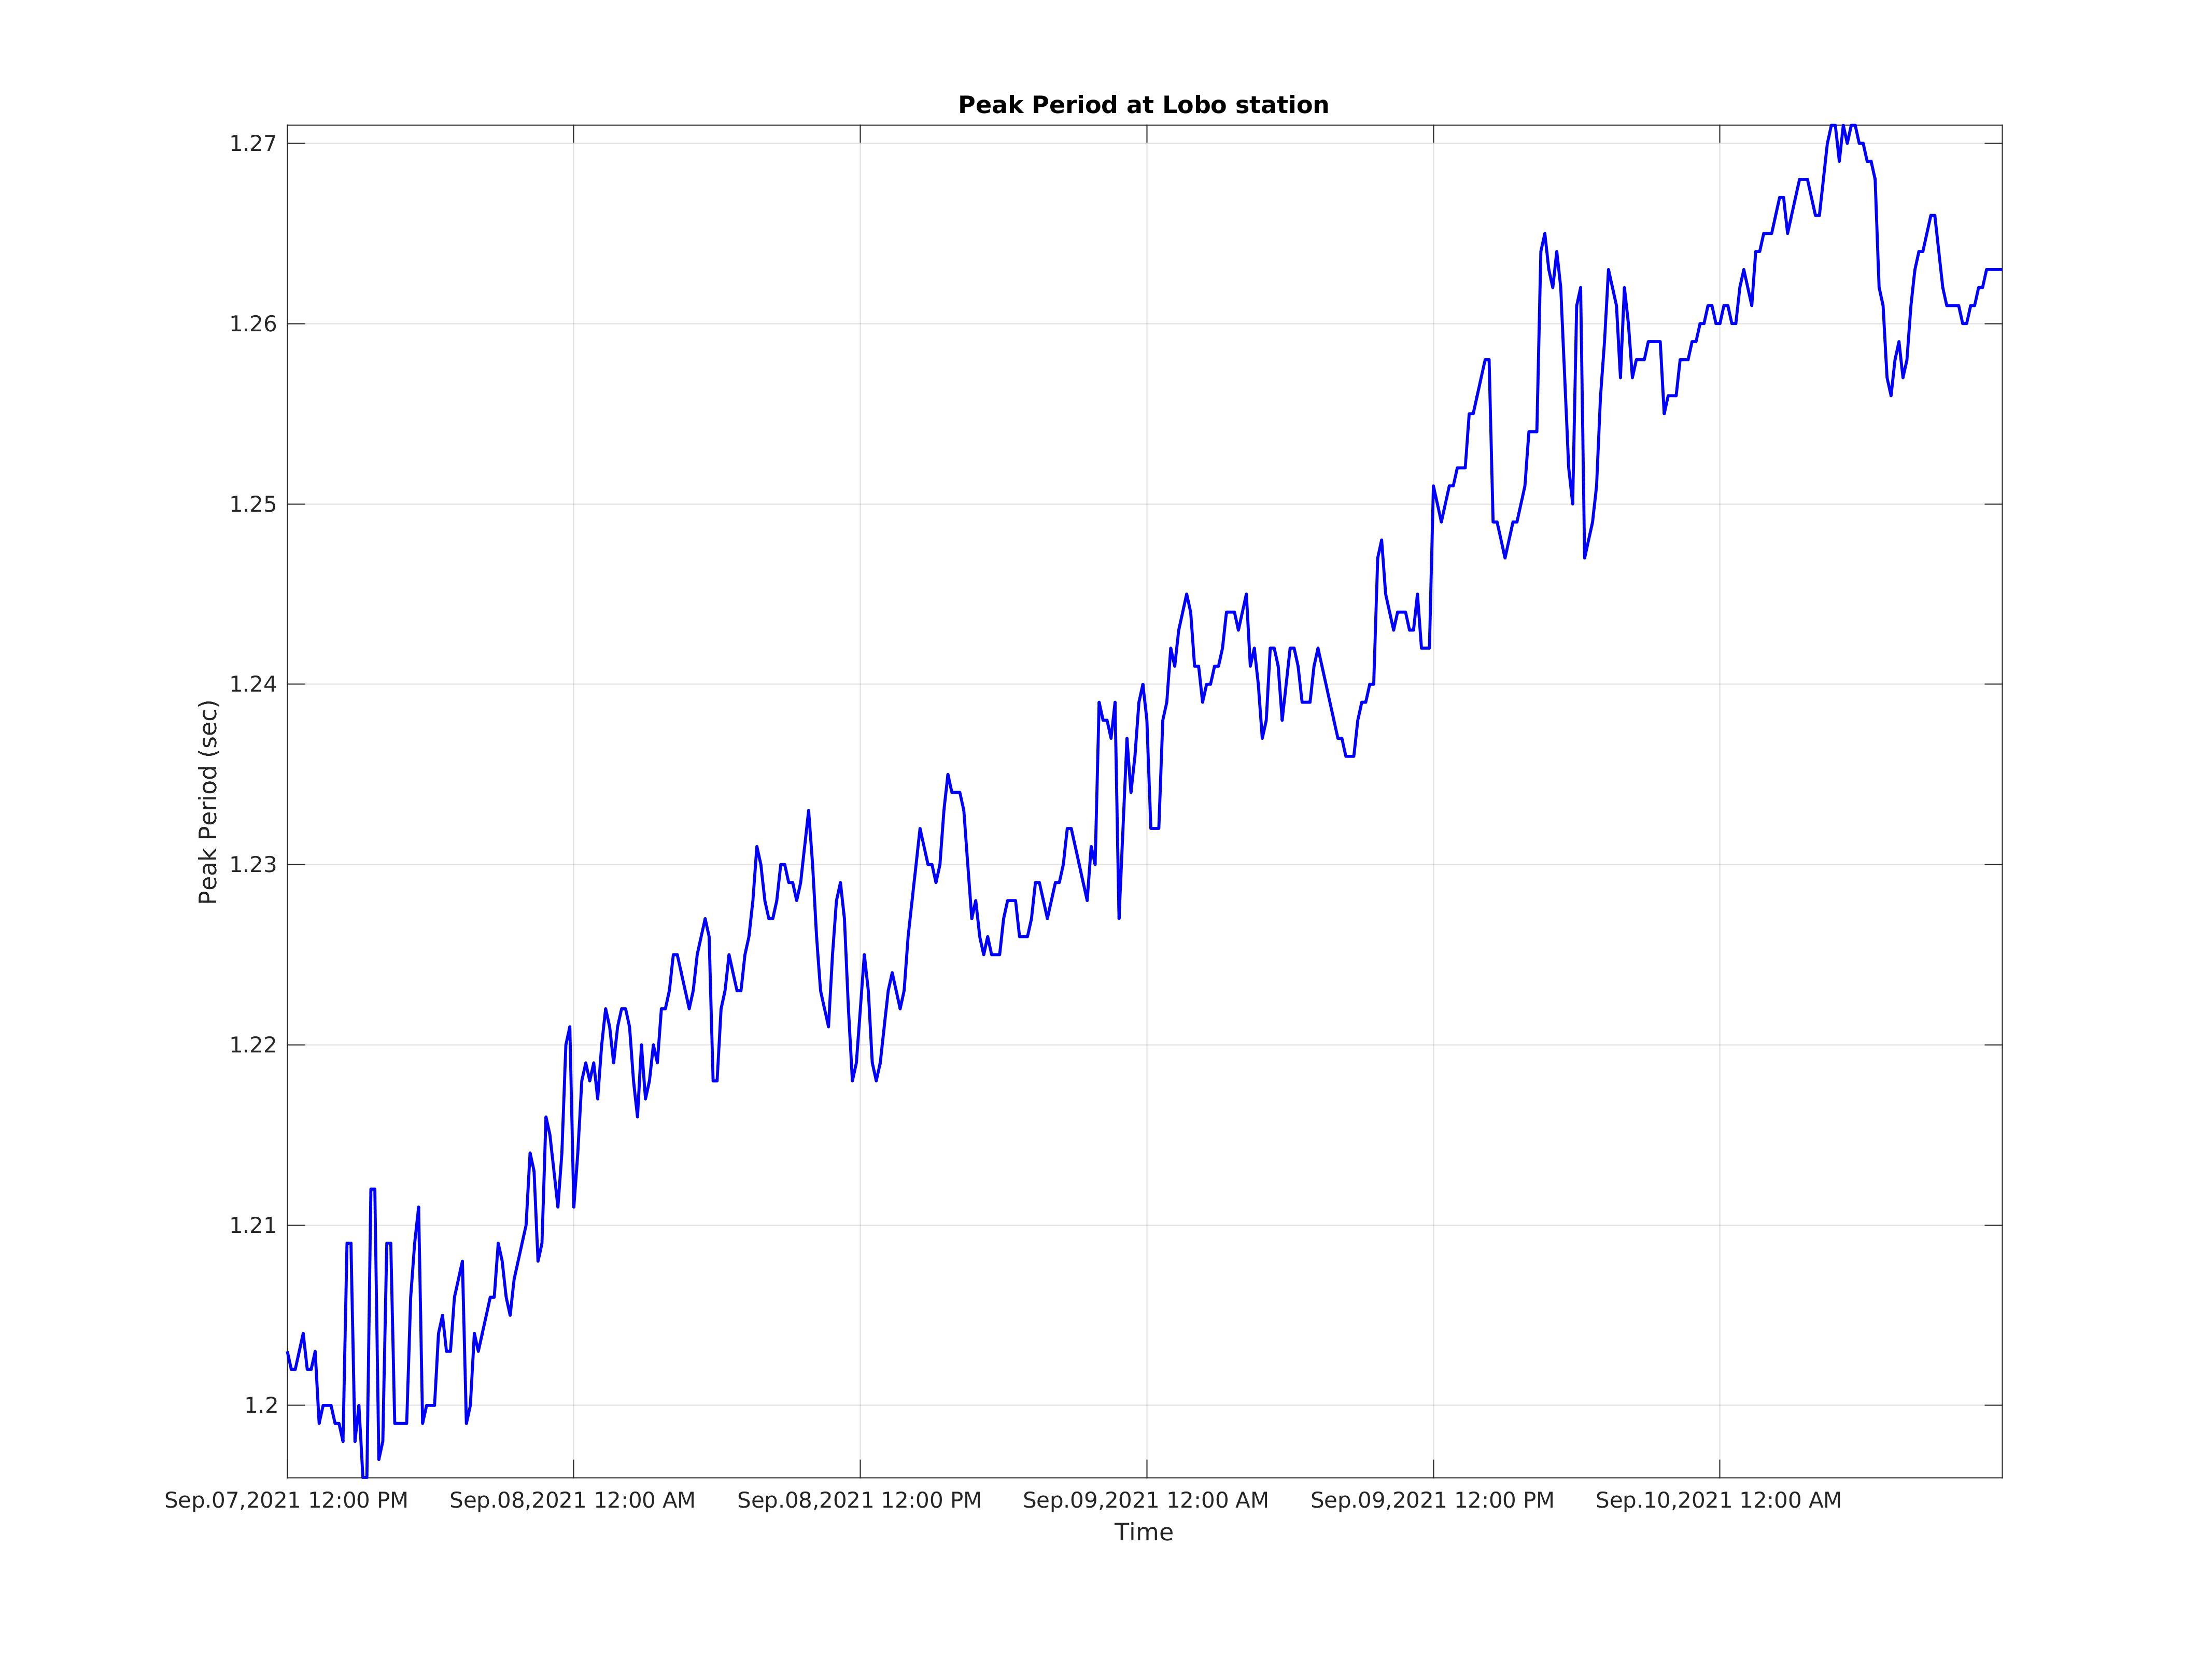 Peak Period at Lobo station
1.27
1.26
1.25
1.24
1.23
1.22
1.21
1.2
Peak Period (sec)
Sep.07,2021 12:00 PM Sep.08,2021 12:00 AM Sep.08,2021 12:00 PM Sep.09,2021 12:00 AM Sep.09,2021 12:00 PM Sep.10,2021 12:00 AM
Time